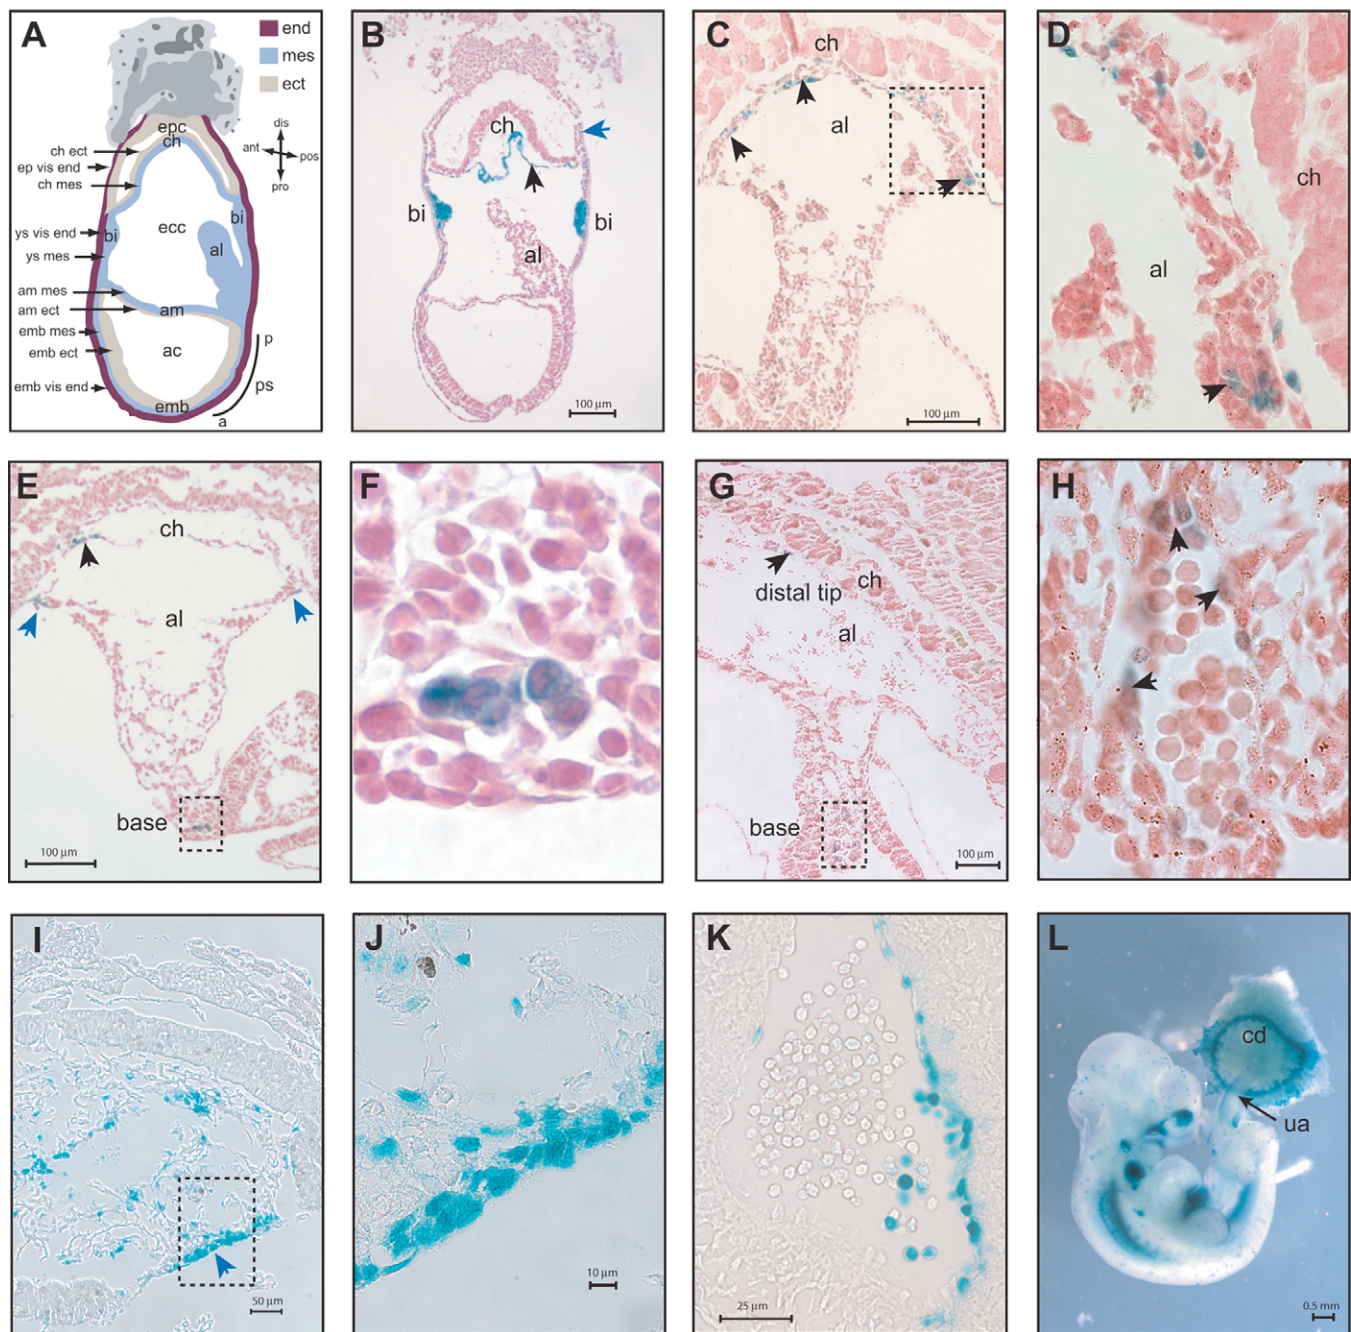 A
end
mes
ect
epc
ch
dis
ant
pos
pro
ch ect
ep vis end
ch mes
ys vis end
ys mes
am mes
am ect
emb mes
emb ect
emb vis end
bi
ecc
bi
al
am
ac
emb
p
ps
a
B
ch
bi
bi
al
100 µm
C
ch
al
100 µm
D
ch
al
E
ch
al
base
100 µm
F
G
distal tip
ch
al
base
100 µm
H
I
50 µm
J
10 µm
K
25 µm
L
cd
ua
0.5 mm